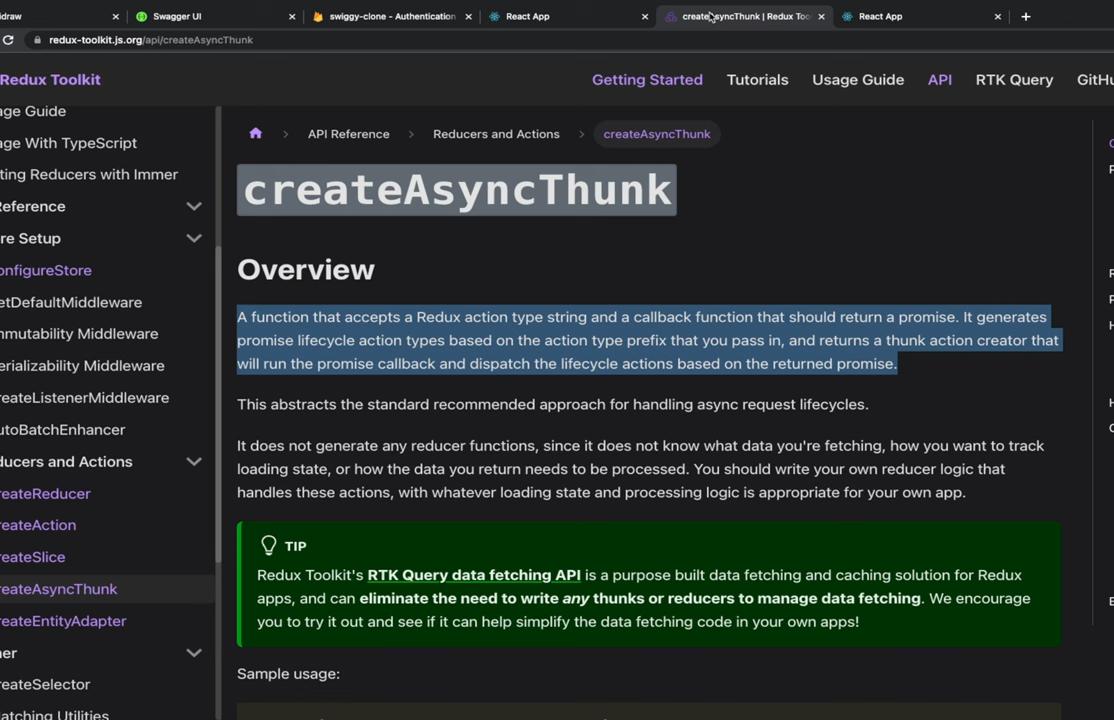 draw
Swagger UI
swiggy-clone - Authentication
React App
createAsyncThunk | Redux Too
React App
redux-toolkit.js.org/api/createAsyncThunk
Redux Toolkit
Getting Started
Tutorials
Usage Guide
API
RTK Query
GitHu
age Guide
age With TypeScript
ting Reducers with Immer
Reference
re Setup
onfigureStore
etDefaultMiddleware
mmutability Middleware
erializability Middleware
reateListenerMiddleware
utoBatchEnhancer
ducers and Actions
reateReducer
reateAction
reateSlice
reateAsyncThunk
reateEntityAdapter
ner
reateSelector
atching Utilities
API Reference
Reducers and Actions
createAsyncThunk
createAsyncThunk
Overview
A function that accepts a Redux action type string and a callback function that should return a promise. It generates
promise lifecycle action types based on the action type prefix that you pass in, and returns a thunk action creator that
will run the promise callback and dispatch the lifecycle actions based on the returned promise.
This abstracts the standard recommended approach for handling async request lifecycles.
It does not generate any reducer functions, since it does not know what data you're fetching, how you want to track
loading state, or how the data you return needs to be processed. You should write your own reducer logic that
handles these actions, with whatever loading state and processing logic is appropriate for your own app.
TIP
Redux Toolkit's RTK Query data fetching API is a purpose built data fetching and caching solution for Redux
apps, and can eliminate the need to write any thunks or reducers to manage data fetching. We encourage
you to try it out and see if it can help simplify the data fetching code in your own apps!
Sample usage: